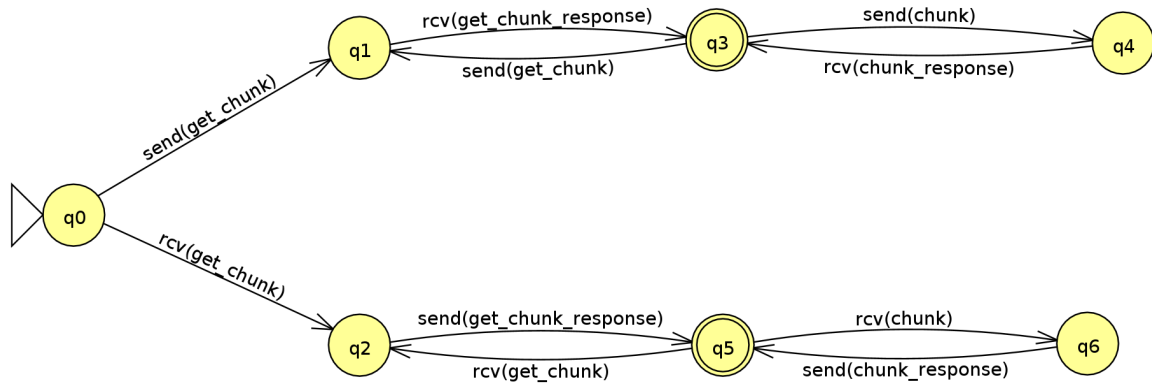 rcv(get_chunk_response)
send(chunk)
q1
q3
q4
send(get_chunk)
rcv(chunk_response)
send(get_chunk)
q0
rcv(get_chunk)
send(get_chunk_response)
rcv(chunk)
q2
q5
q6
rcv(get_chunk)
send(chunk_response)